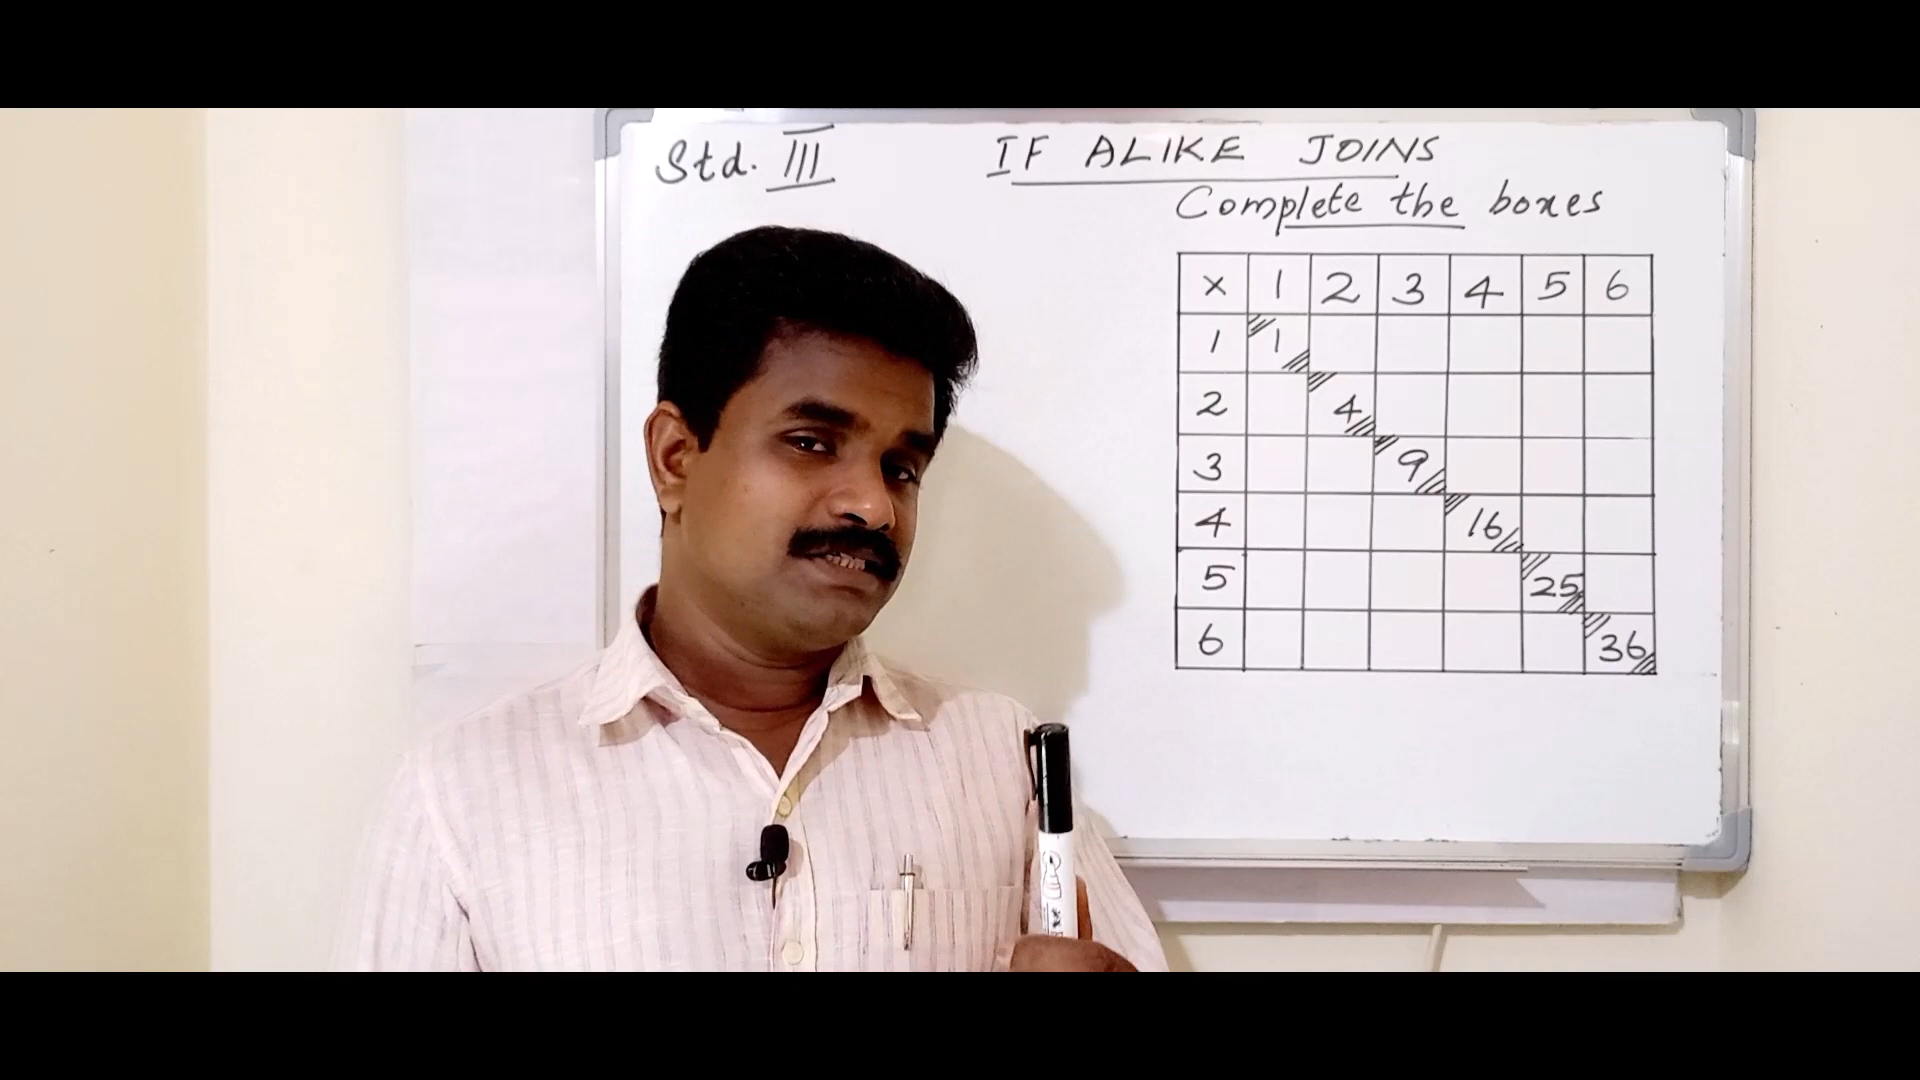 Std. III
IF ALIKE JOINS
Complete the boxes
x 1 2 3 4 5 6
1 1
2 4
3 9
4 16
5 25
6 36